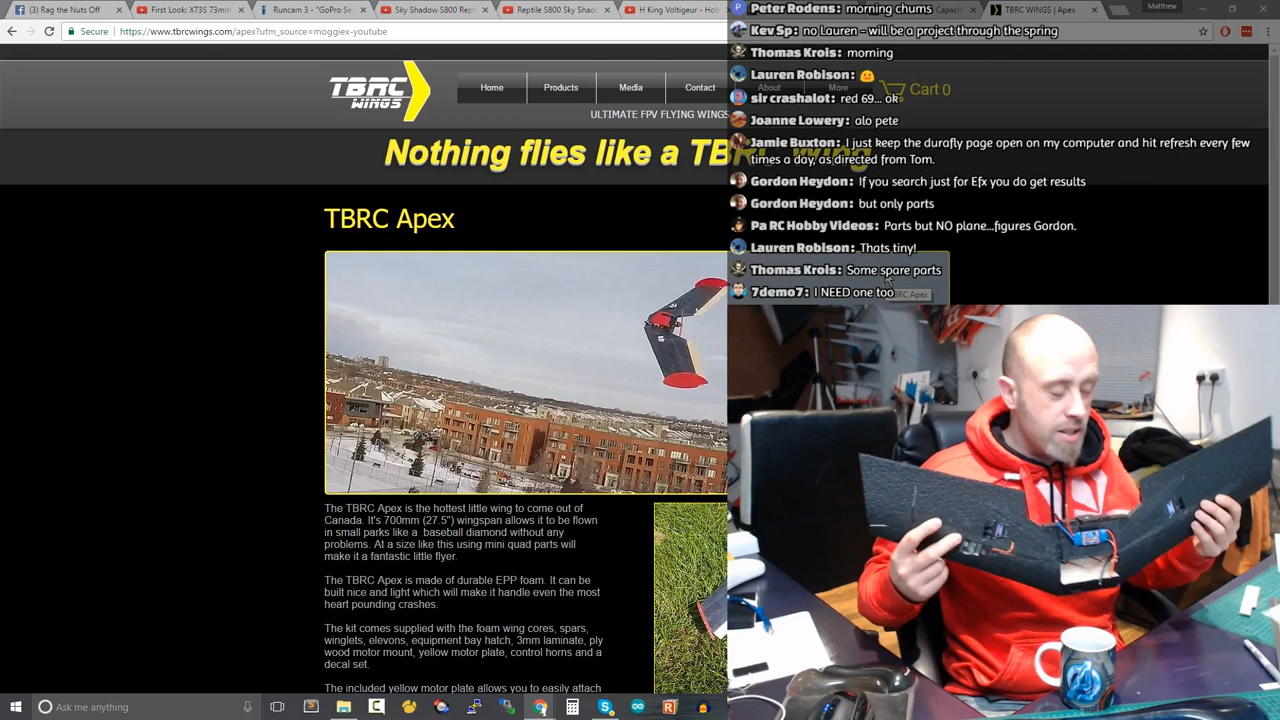 (3) Rag the Nuts Off
First Look: X73S 73mm
Runcam 3 - "GoPro Se
Sky Shadow S800 Rep
Reptile S800 Sky Shado
H King Voltigeur - Hob
Capaci
TBRC WINGS | Apex
Matthew
Secure
https://www.tbrcwings.com/apex?utm_source=moggiex-youtube
TBRC
WINGS
Home
Products
Media
Contact
About
More
Cart 0
ULTIMATE FPV FLYING WINGS
Nothing flies like a TBRC wing
Peter Rodens: morning chums
Kev Sp: no Lauren - will be a project through the spring
Thomas Krois: morning
Lauren Robison:
sir crashalot: red 69... ok
Joanne Lowery: alo pete
Jamie Buxton: I just keep the durafly page open on my computer and hit refresh every few
times a day, as directed from Tom.
Gordon Heydon: If you search just for Efx you do get results
Gordon Heydon: but only parts
Pa RC Hobby Videos: Parts but NO plane...figures Gordon.
Lauren Robison: Thats tiny!
Thomas Krois: Some spare parts
7demo7: I NEED one too
TBRC Apex
TBRC Apex
The TBRC Apex is the hottest little wing to come out of
Canada. It's 700mm (27.5") wingspan allows it to be flown
in small parks like a baseball diamond without any
problems. At a size like this using mini quad parts will
make it a fantastic little flyer.
The TBRC Apex is made of durable EPP foam. It can be
built nice and light which will make it handle even the most
heart pounding crashes.
The kit comes supplied with the foam wing cores, spars,
winglets, elevons, equipment bay hatch, 3mm laminate, ply
wood motor mount, yellow motor plate, control horns and a
decal set.
The included yellow motor plate allows you to easily attach
Ask me anything